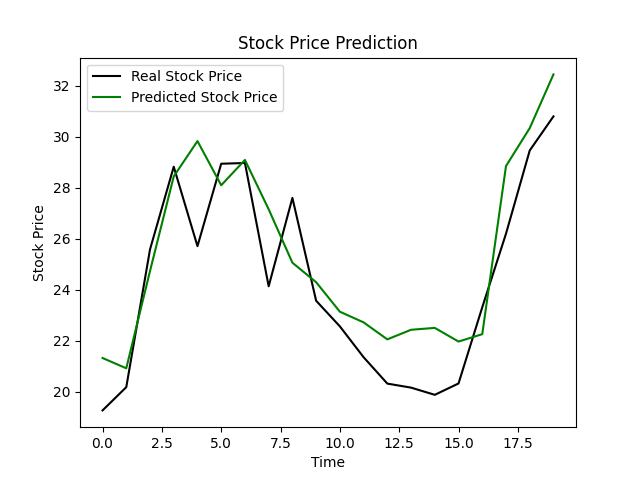 Stock Price Prediction
Real Stock Price
Predicted Stock Price
32
30
28
26
24
22
20
Stock Price
0.0 2.5 5.0 7.5 10.0 12.5 15.0 17.5
Time